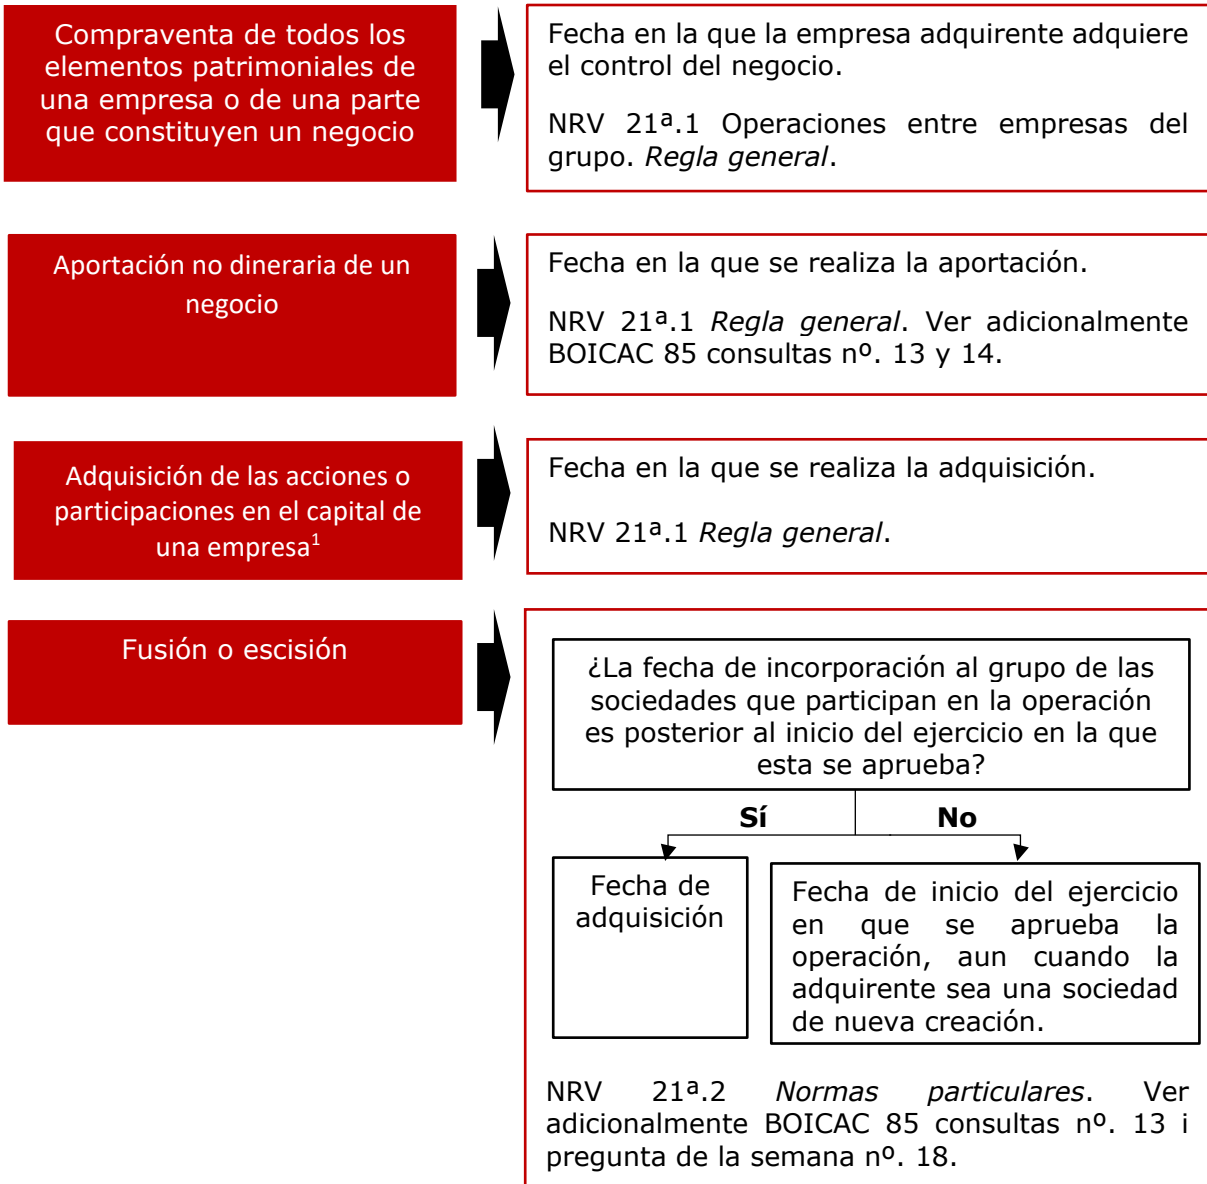 Compraventa de todos los
elementos patrimoniales de
una empresa o de una parte
que constituyen un negocio
Fecha en la que la empresa adquirente adquiere
el control del negocio.
NRV 21ª.1 Operaciones entre empresas del
grupo. Regla general.
Aportación no dineraria de un
negocio
Fecha en la que se realiza la aportación.
NRV 21ª.1 Regla general. Ver adicionalmente
BOICAC 85 consultas nº. 13 y 14.
Adquisición de las acciones o
participaciones en el capital de
una empresa¹
Fecha en la que se realiza la adquisición.
NRV 21ª.1 Regla general.
Fusión o escisión
¿La fecha de incorporación al grupo de las
sociedades que participan en la operación
es posterior al inicio del ejercicio en la que
esta se aprueba?
Sí
No
Fecha de
adquisición
Fecha de inicio del ejercicio
en que se aprueba la
operación, aun cuando la
adquirente sea una sociedad
de nueva creación.
NRV 21ª.2 Normas particulares. Ver
adicionalmente BOICAC 85 consultas nº. 13 i
pregunta de la semana nº. 18.